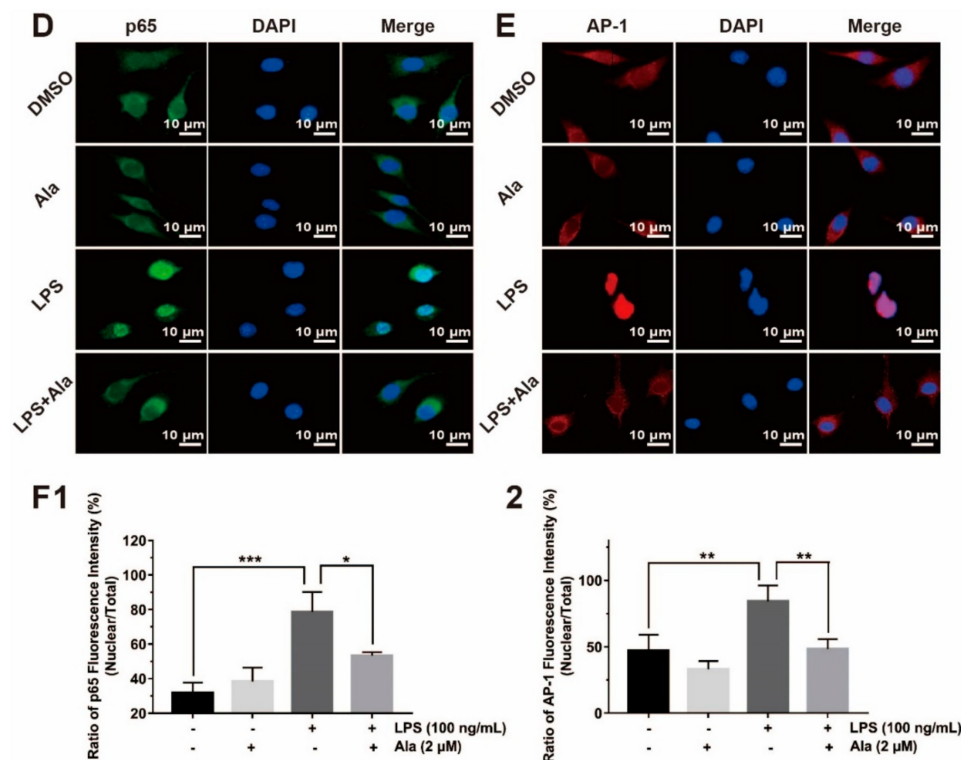 D p65 DAPI Merge
DMSO 10 μm 10 μm 10 μm
Ala 10 μm 10 μm 10 μm
LPS 10 μm 10 μm 10 μm
LPS+Ala 10 μm 10 μm 10 μm
E AP-1 DAPI Merge
DMSO 10 μm 10 μm 10 μm
Ala 10 μm 10 μm 10 μm
LPS 10 μm 10 μm 10 μm
LPS+Ala 10 μm 10 μm 10 μm
F1
Ratio of p65 Fluorescence Intensity (%)
(Nuclear/Total)
120
100
80
60
40
20
*** *
- - + + LPS (100 ng/mL)
- + - + Ala (2 μM)
2
Ratio of AP-1 Fluorescence Intensity (%)
(Nuclear/Total)
100
50
0
** **
- - + + LPS (100 ng/mL)
- + - + Ala (2 μM)